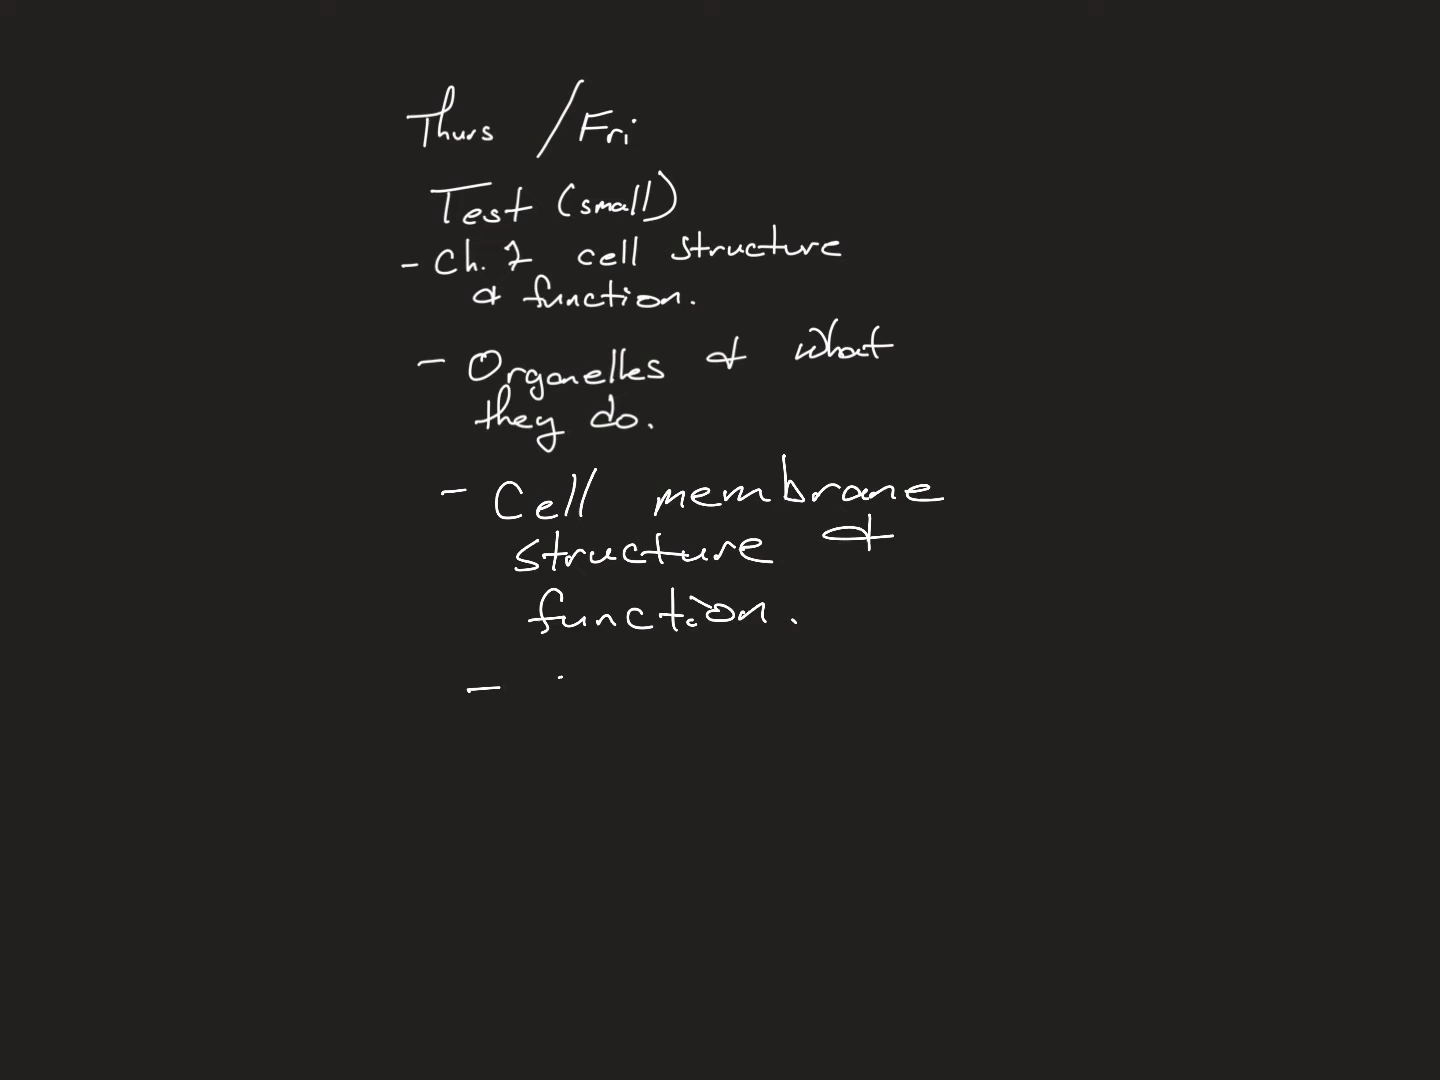 Thurs / Fri
Test (small)
- Ch. 7 cell structure
& function.
- Organelles & what
they do.
- Cell membrane
structure &
function.
-